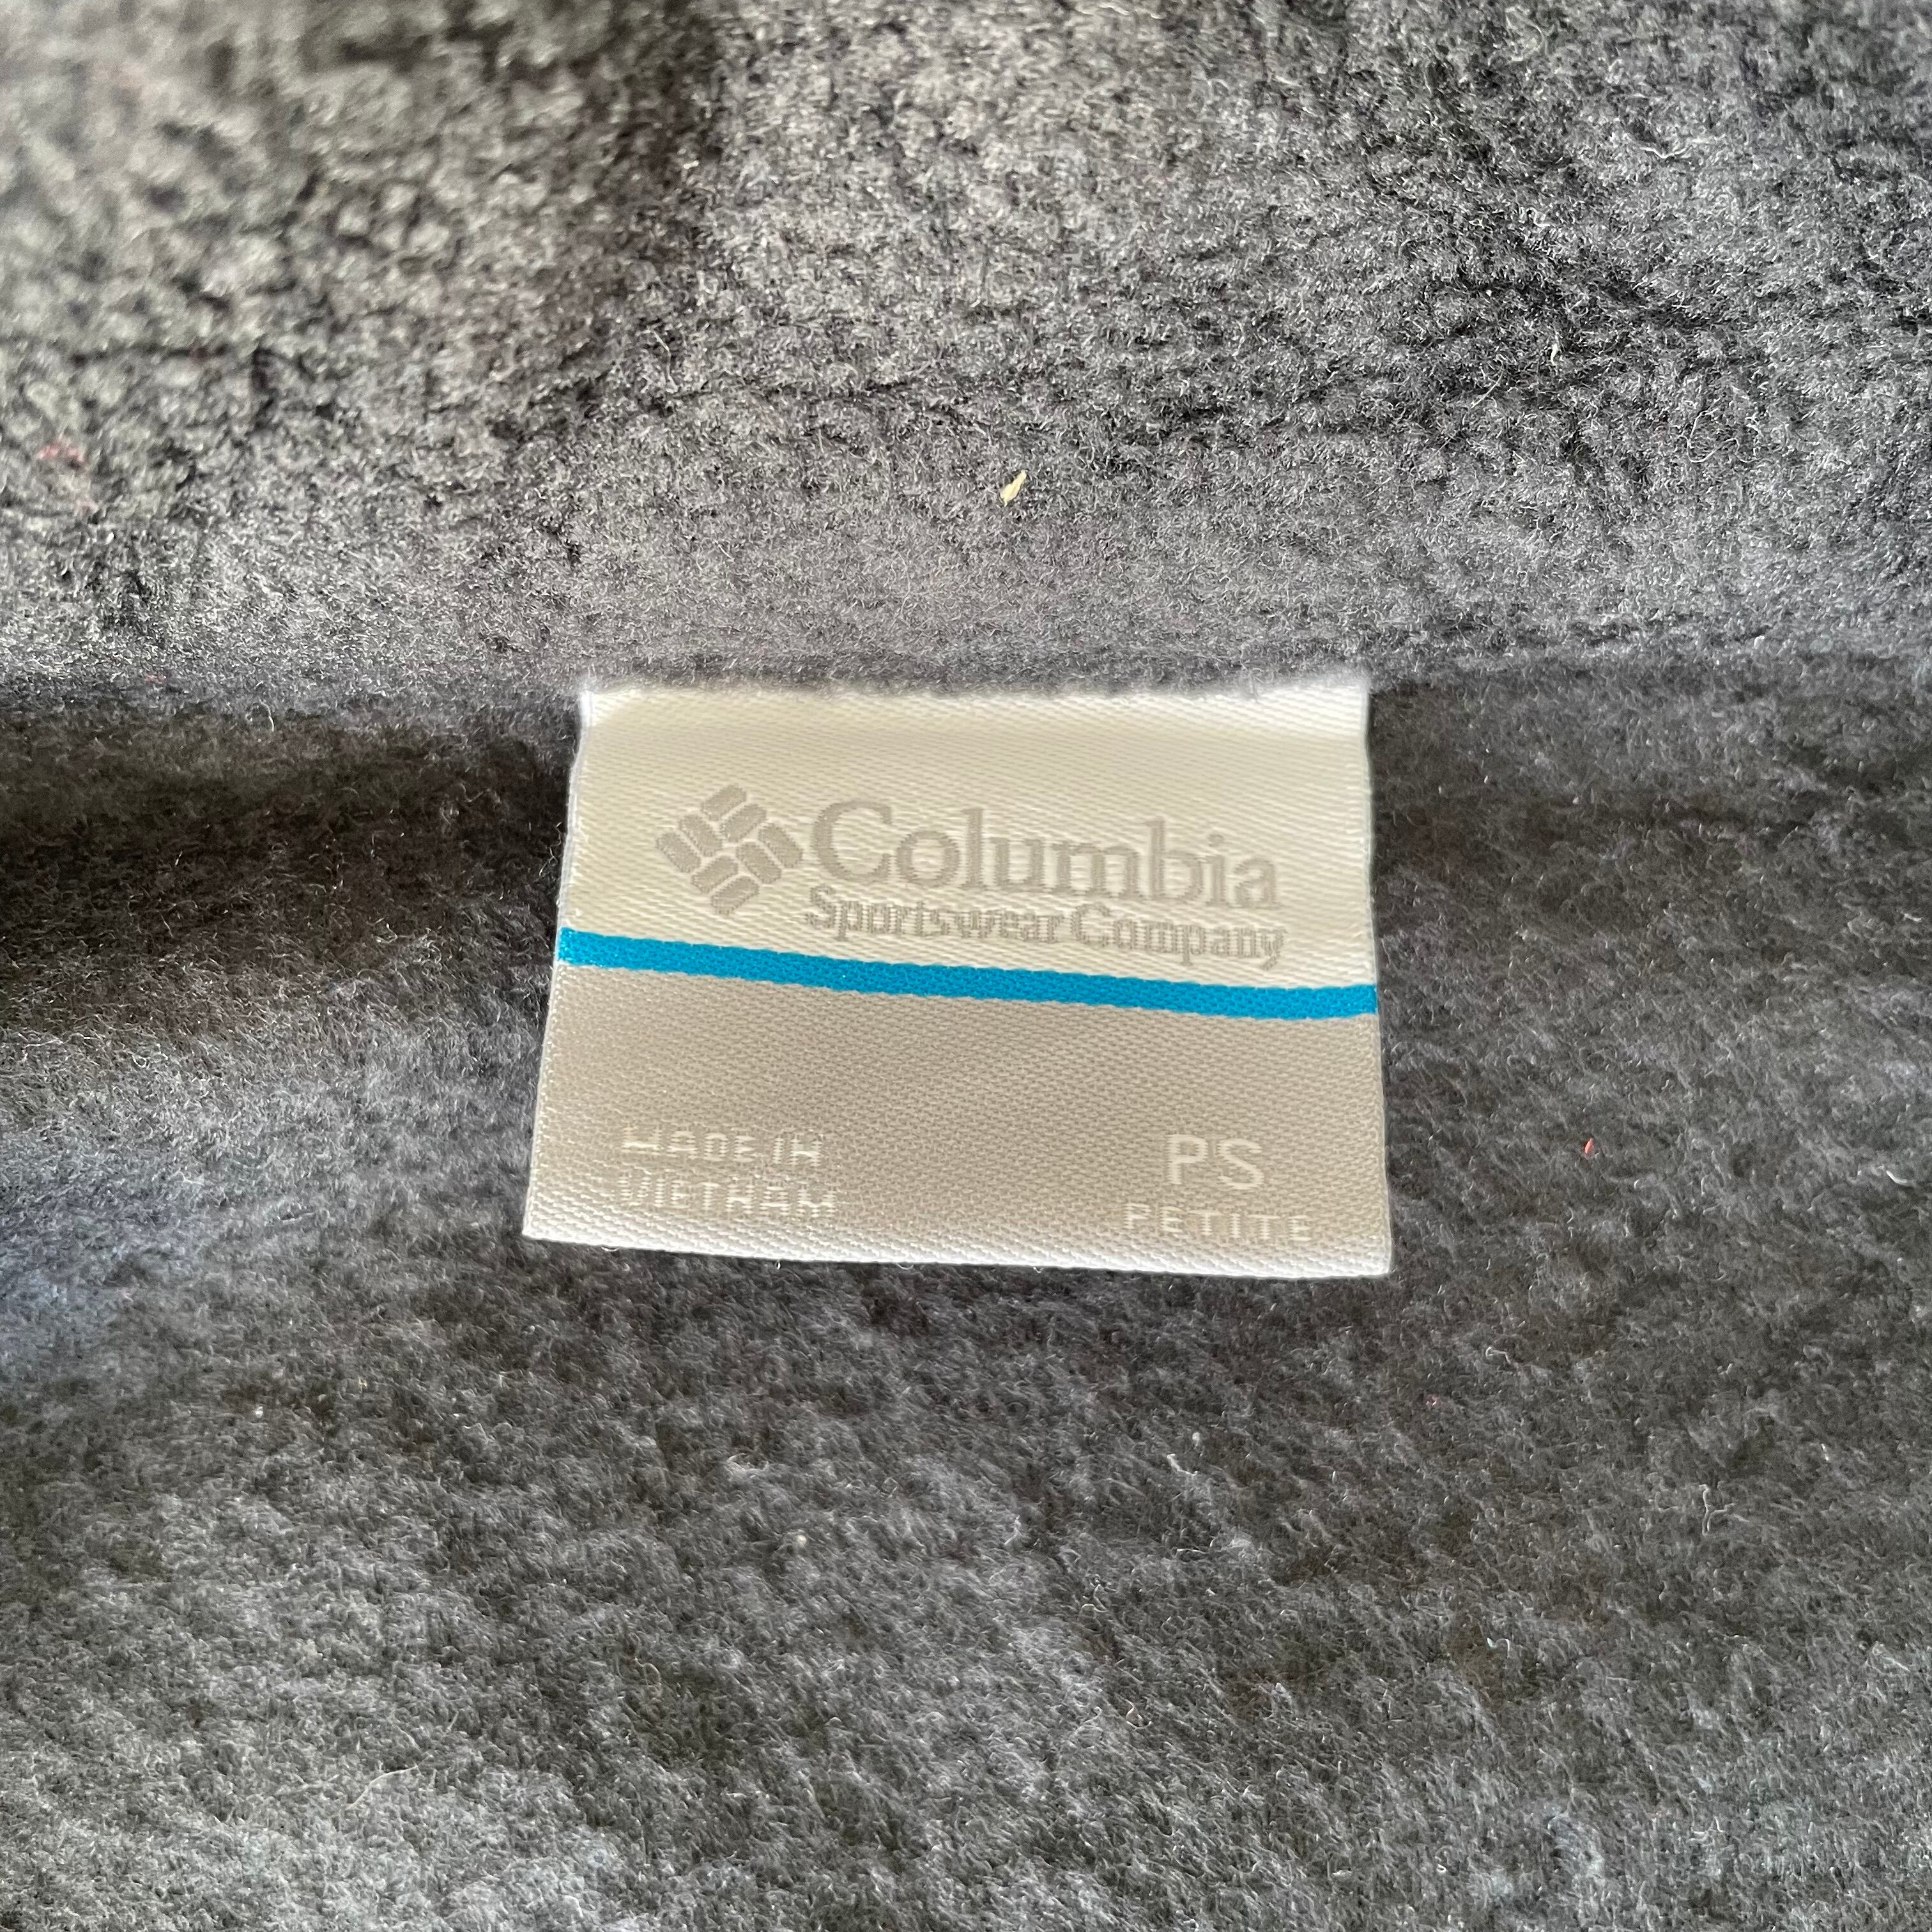 Columbia
Sportswear Company
MADE IN
VIETNAM
PS
PETITE